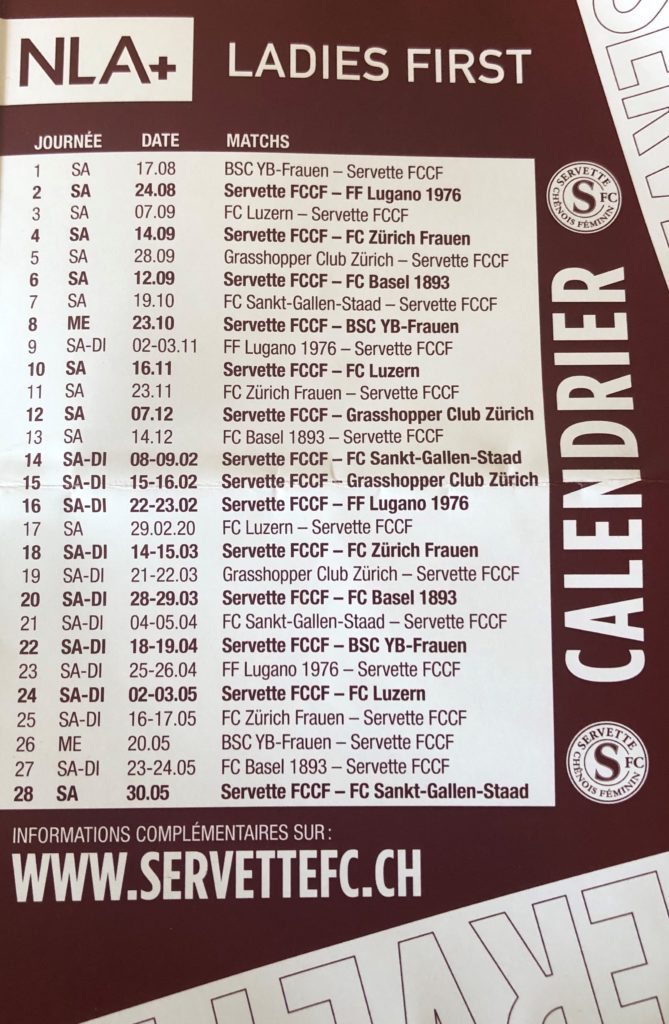 NLA+ LADIES FIRST
JOURNÉE DATE MATCHS
1 SA 17.08 BSC YB-Frauen – Servette FCCF
2 SA 24.08 Servette FCCF – FF Lugano 1976
3 SA 07.09 FC Luzern – Servette FCCF
4 SA 14.09 Servette FCCF – FC Zürich Frauen
5 SA 28.09 Grasshopper Club Zürich – Servette FCCF
6 SA 12.09 Servette FCCF – FC Basel 1893
7 SA 19.10 FC Sankt-Gallen-Staad – Servette FCCF
8 ME 23.10 Servette FCCF – BSC YB-Frauen
9 SA-DI 02-03.11 FF Lugano 1976 – Servette FCCF
10 SA 16.11 Servette FCCF – FC Luzern
11 SA 23.11 FC Zürich Frauen – Servette FCCF
12 SA 07.12 Servette FCCF – Grasshopper Club Zürich
13 SA 14.12 FC Basel 1893 – Servette FCCF
14 SA-DI 08-09.02 Servette FCCF – FC Sankt-Gallen-Staad
15 SA-DI 15-16.02 Servette FCCF – Grasshopper Club Zürich
16 SA-DI 22-23.02 Servette FCCF – FF Lugano 1976
17 SA 29.02.20 FC Luzern – Servette FCCF
18 SA-DI 14-15.03 Servette FCCF – FC Zürich Frauen
19 SA-DI 21-22.03 Grasshopper Club Zürich – Servette FCCF
20 SA-DI 28-29.03 Servette FCCF – FC Basel 1893
21 SA-DI 04-05.04 FC Sankt-Gallen-Staad – Servette FCCF
22 SA-DI 18-19.04 Servette FCCF – BSC YB-Frauen
23 SA-DI 25-26.04 FF Lugano 1976 – Servette FCCF
24 SA-DI 02-03.05 Servette FCCF – FC Luzern
25 SA-DI 16-17.05 FC Zürich Frauen – Servette FCCF
26 ME 20.05 BSC YB-Frauen – Servette FCCF
27 SA-DI 23-24.05 FC Basel 1893 – Servette FCCF
28 SA 30.05 Servette FCCF – FC Sankt-Gallen-Staad
SERVETTE
S FC
CHÊNOIS FÉMININ
CALENDRIER
SERVETTE
S FC
CHÊNOIS FÉMININ
INFORMATIONS COMPLÉMENTAIRES SUR :
WWW.SERVETTEFC.CH